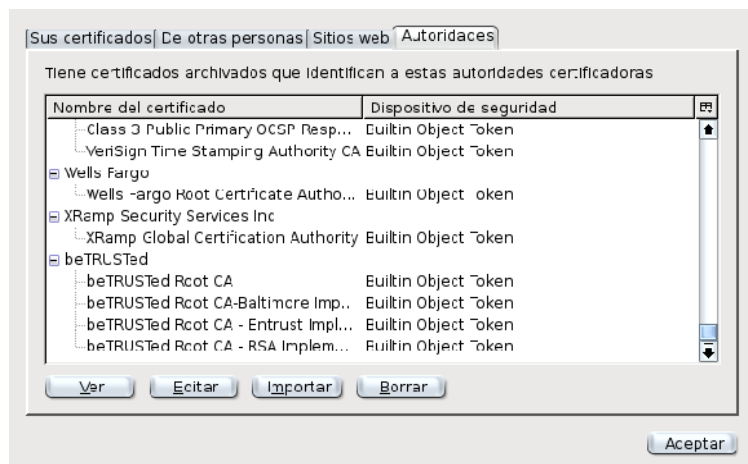 Sus certificados De otras personas Sitios web Autoridades
Tiene certificados archivados que identifican a estas autoridades certificadoras
Nombre del certificado Dispositivo de seguridad
Class 3 Public Primary OCSP Resp... Builtin Object Token
VeriSign Time Stamping Authority CA Builtin Object Token
Wells Fargo
Wells Fargo Root Certificate Autho... Builtin Object Token
XRamp Security Services Inc
XRamp Global Certification Authority Builtin Object Token
beTRUSTed
beTRUSTed Root CA Builtin Object Token
beTRUSTed Root CA-Baltimore Imp... Builtin Object Token
beTRUSTed Root CA - Entrust Impl... Builtin Object Token
beTRUSTed Root CA - RSA Implem... Builtin Object Token
Ver Editar Importar Borrar
Aceptar